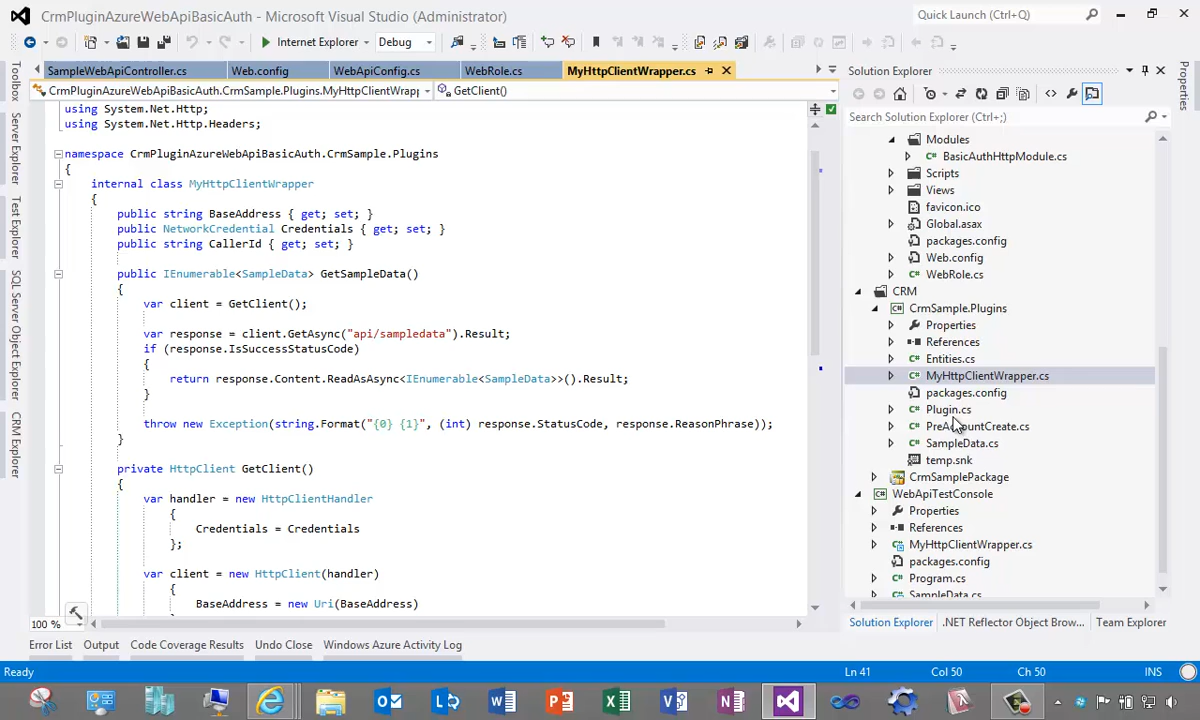 CrmPluginAzureWebApiBasicAuth - Microsoft Visual Studio (Administrator)
Quick Launch (Ctrl+Q)
Internet Explorer
Debug
SampleWebApiController.cs
Web.config
WebApiConfig.cs
WebRole.cs
MyHttpClientWrapper.cs
CrmPluginAzureWebApiBasicAuth.CrmSample.Plugins.MyHttpClientWrapp
GetClient()
using System.Net.Http;
using System.Net.Http.Headers;
namespace CrmPluginAzureWebApiBasicAuth.CrmSample.Plugins
{
internal class MyHttpClientWrapper
{
public string BaseAddress { get; set; }
public NetworkCredential Credentials { get; set; }
public string CallerId { get; set; }
public IEnumerable<SampleData> GetSampleData()
{
var client = GetClient();
var response = client.GetAsync("api/sampledata").Result;
if (response.IsSuccessStatusCode)
{
return response.Content.ReadAsAsync<IEnumerable<SampleData>>().Result;
}
throw new Exception(string.Format("{0} {1}", (int) response.StatusCode, response.ReasonPhrase));
}
private HttpClient GetClient()
{
var handler = new HttpClientHandler
{
Credentials = Credentials
};
var client = new HttpClient(handler)
{
BaseAddress = new Uri(BaseAddress)
100 %
Toolbox
Server Explorer
Test Explorer
SQL Server Object Explorer
CRM Explorer
Solution Explorer
Search Solution Explorer (Ctrl+;)
Modules
BasicAuthHttpModule.cs
Scripts
Views
favicon.ico
Global.asax
packages.config
Web.config
WebRole.cs
CRM
CrmSample.Plugins
Properties
References
Entities.cs
MyHttpClientWrapper.cs
packages.config
Plugin.cs
PreAccountCreate.cs
SampleData.cs
temp.snk
CrmSamplePackage
WebApiTestConsole
Properties
References
MyHttpClientWrapper.cs
packages.config
Program.cs
SampleData.cs
Solution Explorer
.NET Reflector Object Brow...
Team Explorer
Properties
Error List
Output
Code Coverage Results
Undo Close
Windows Azure Activity Log
Ready
Ln 41
Col 50
Ch 50
INS